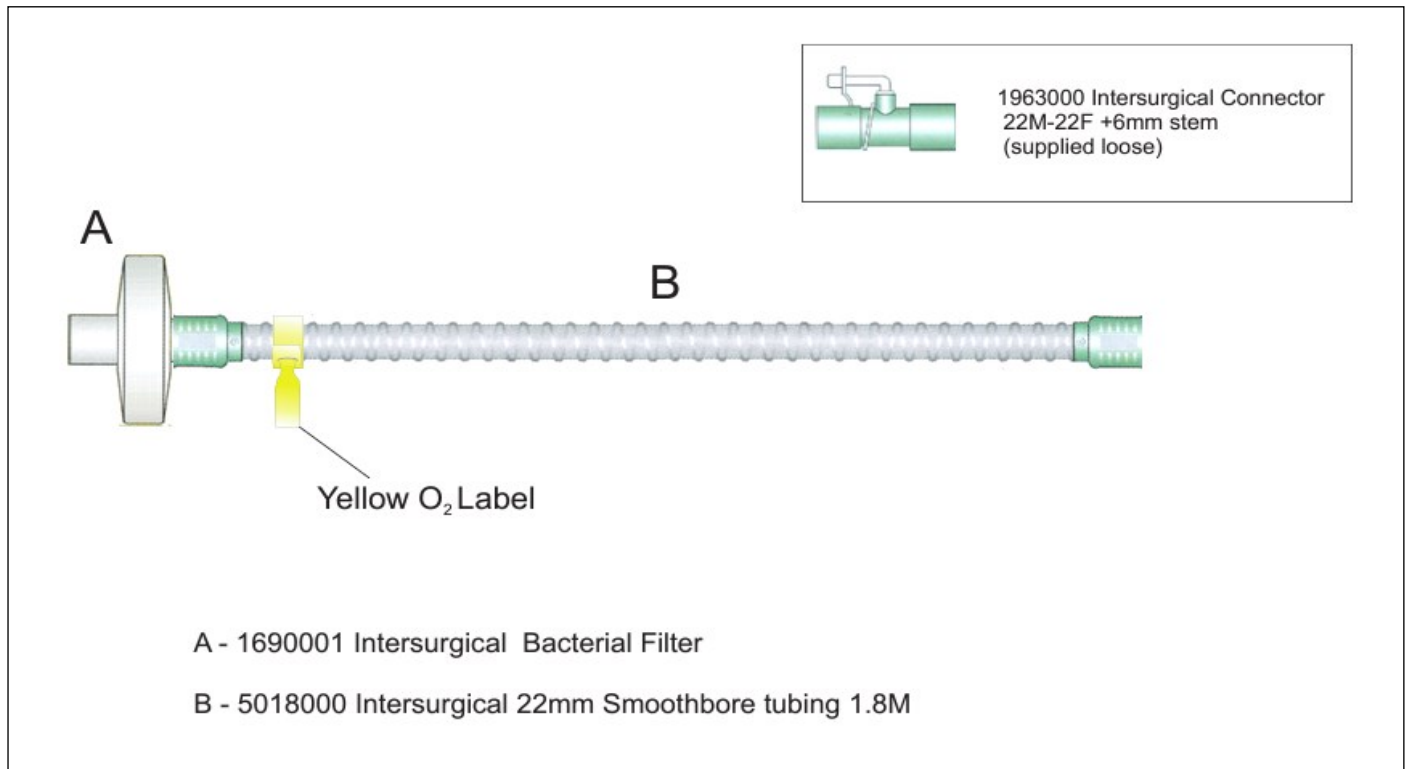 1963000 Intersurgical Connector
22M-22F +6mm stem
(supplied loose)
A
B
Yellow O₂ Label
A - 1690001 Intersurgical Bacterial Filter
B - 5018000 Intersurgical 22mm Smoothbore tubing 1.8M